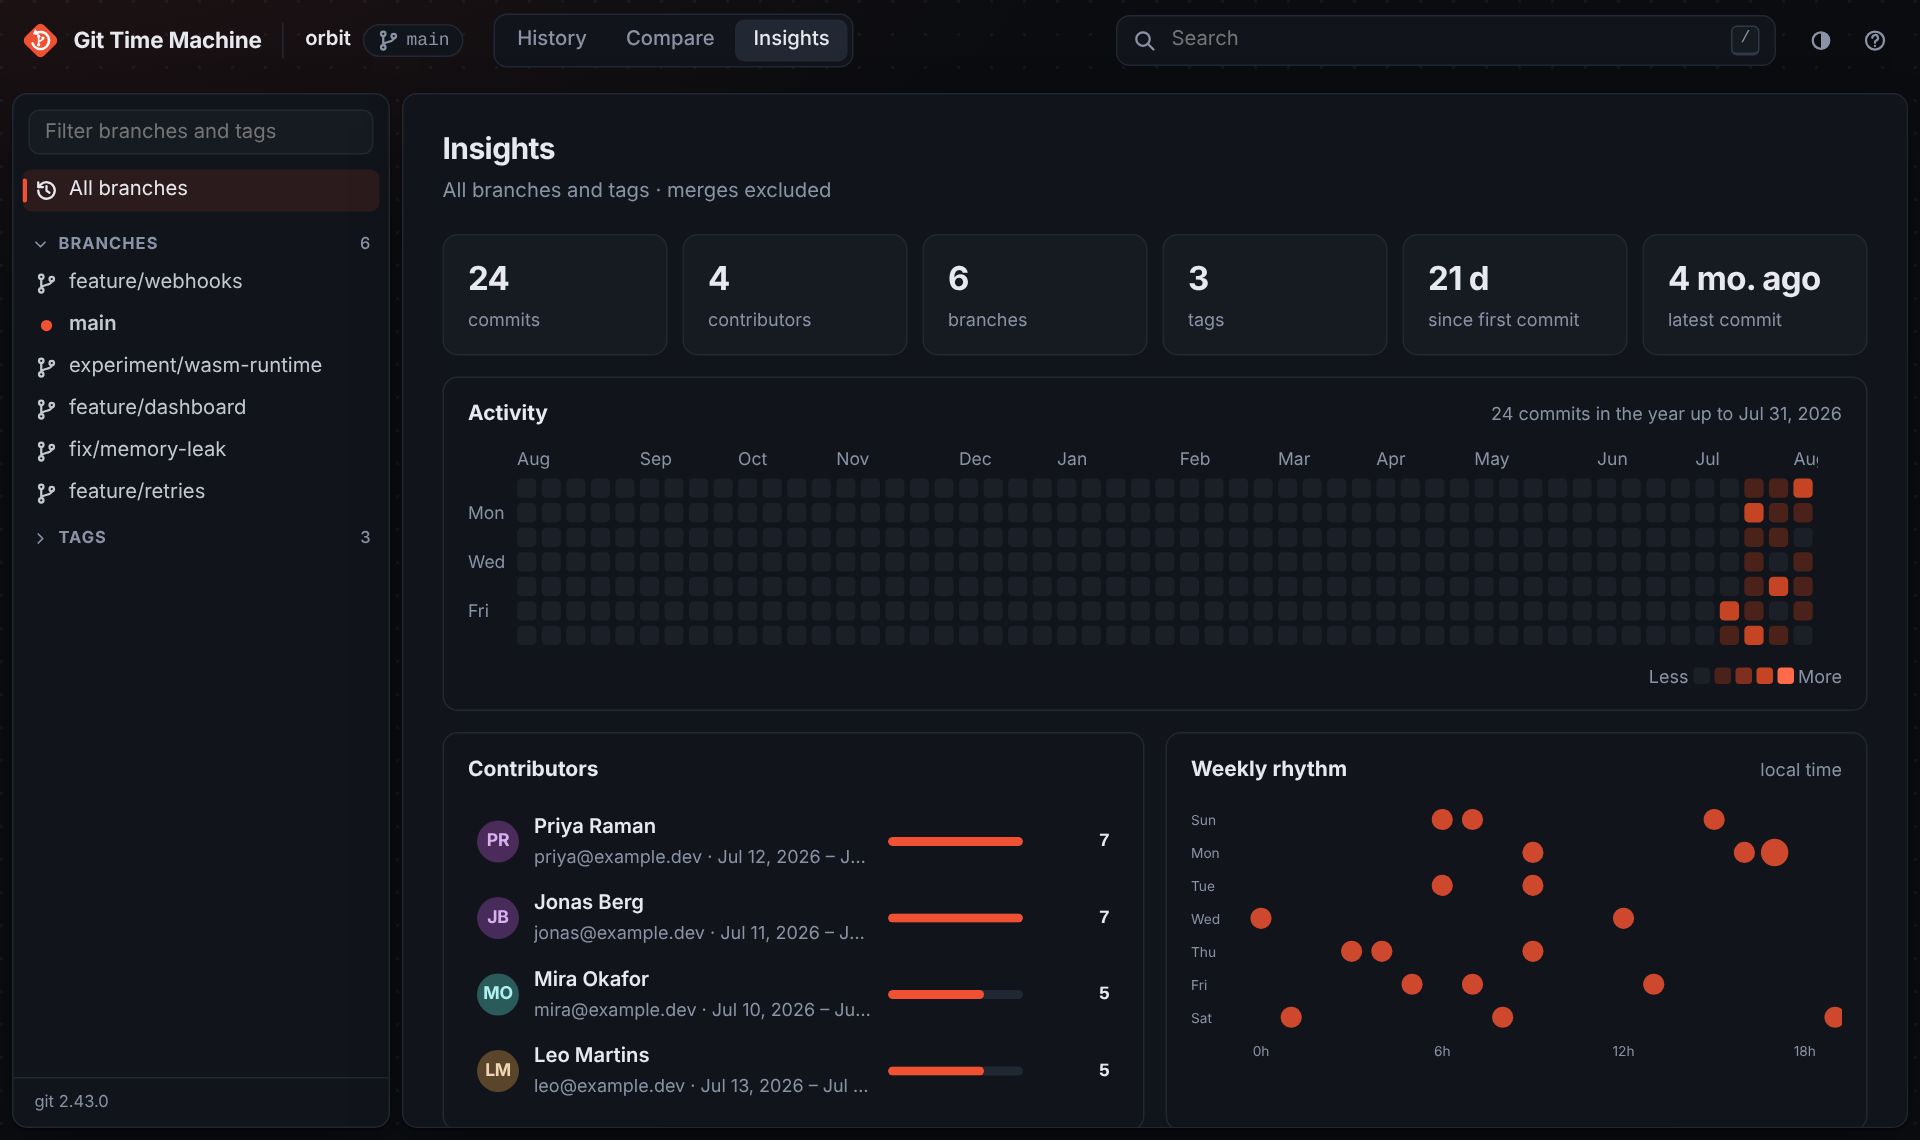 Git Time Machine
orbit
main
History Compare Insights
Search /
Filter branches and tags
All branches
BRANCHES 6
feature/webhooks
main
experiment/wasm-runtime
feature/dashboard
fix/memory-leak
feature/retries
TAGS 3
git 2.43.0
Insights
All branches and tags · merges excluded
24
commits
4
contributors
6
branches
3
tags
21 d
since first commit
4 mo. ago
latest commit
Activity
24 commits in the year up to Jul 31, 2026
Aug Sep Oct Nov Dec Jan Feb Mar Apr May Jun Jul Aug
Mon
Wed
Fri
Less More
Contributors
PR Priya Raman 7
priya@example.dev · Jul 12, 2026 – J...
JB Jonas Berg 7
jonas@example.dev · Jul 11, 2026 – J...
MO Mira Okafor 5
mira@example.dev · Jul 10, 2026 – Ju...
LM Leo Martins 5
leo@example.dev · Jul 13, 2026 – Jul ...
Weekly rhythm
local time
Sun
Mon
Tue
Wed
Thu
Fri
Sat
0h 6h 12h 18h